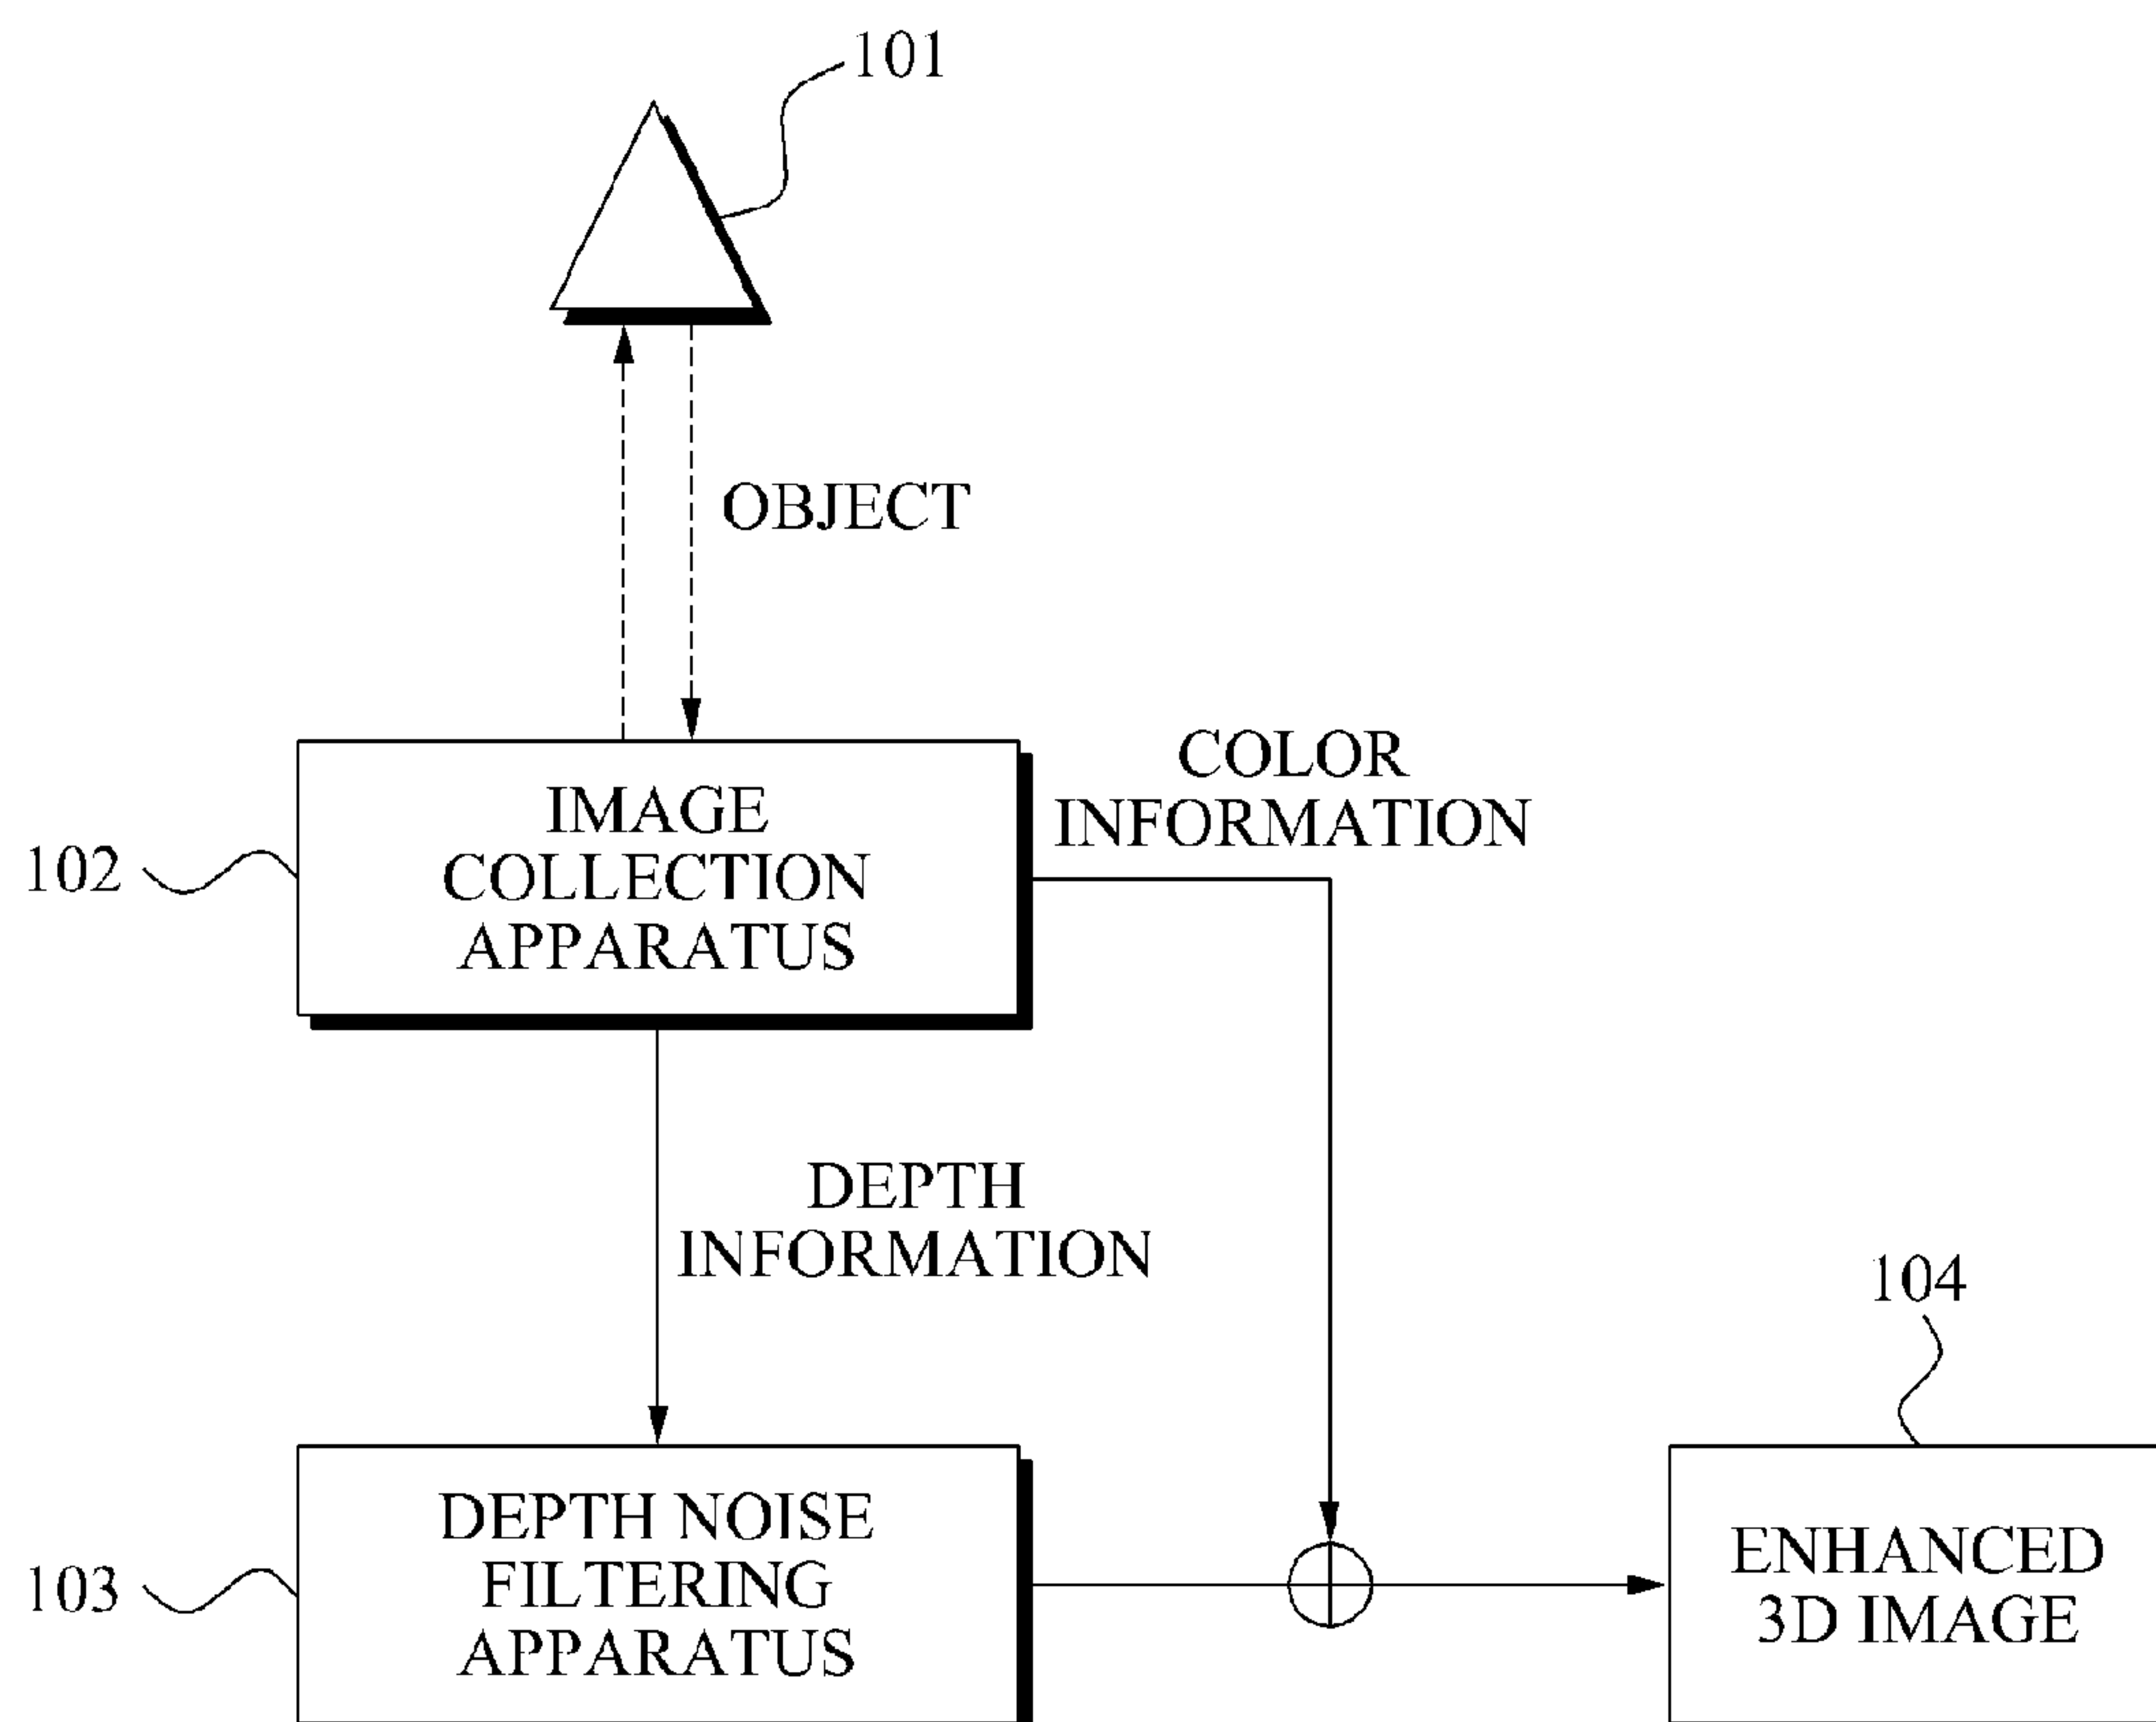 101
OBJECT
IMAGE
COLLECTION
APPARATUS
102
COLOR
INFORMATION
DEPTH
INFORMATION
104
DEPTH NOISE
FILTERING
APPARATUS
103
ENHANCED
3D IMAGE